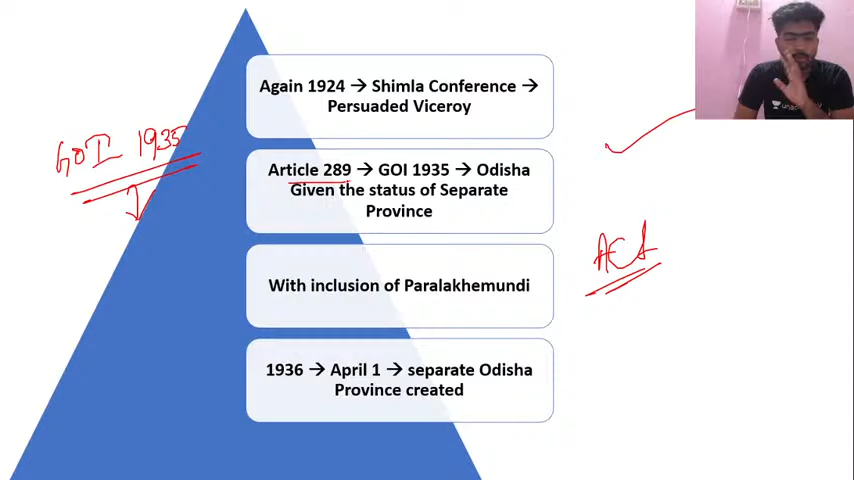 Again 1924 → Shimla Conference →
Persuaded Viceroy
GOI 1935
Article 289 → GOI 1935 → Odisha
Given the status of Separate
Province
With inclusion of Paralakhemundi
1936 → April 1 → separate Odisha
Province created